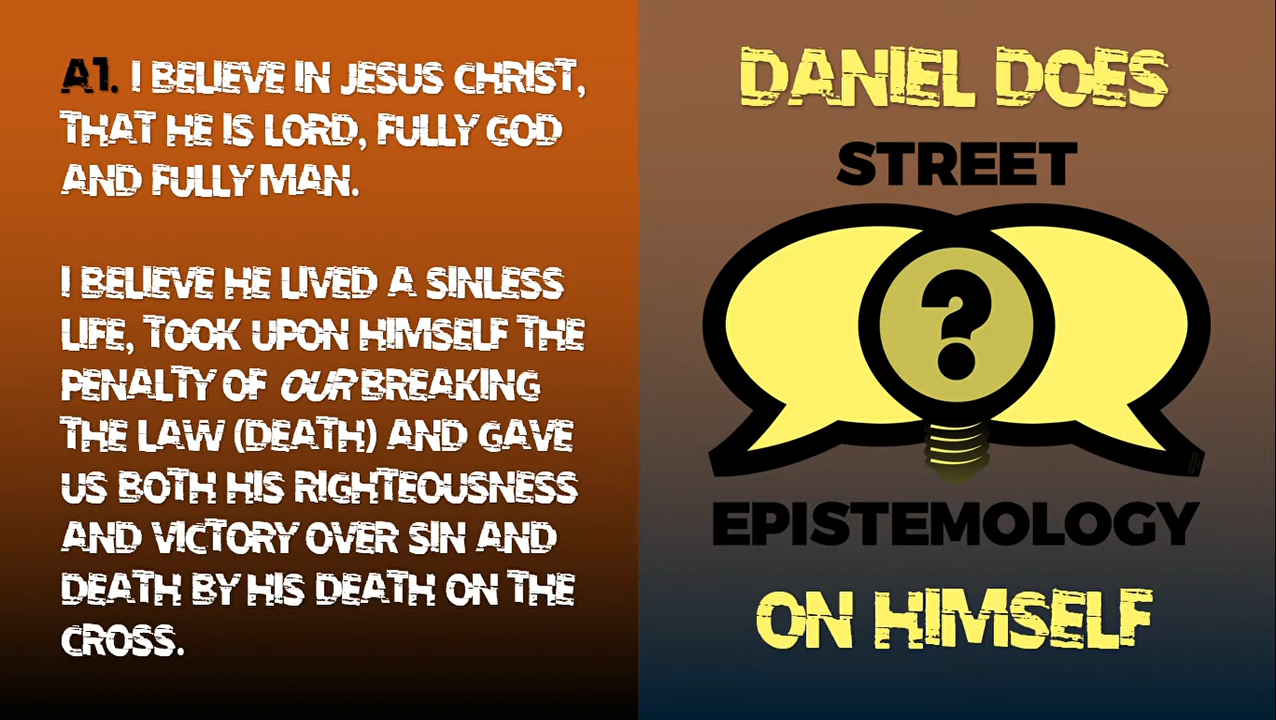 A1. I BELIEVE IN JESUS CHRIST,
THAT HE IS LORD, FULLY GOD
AND FULLY MAN.
I BELIEVE HE LIVED A SINLESS
LIFE, TOOK UPON HIMSELF THE
PENALTY OF OUR BREAKING
THE LAW (DEATH) AND GAVE
US BOTH HIS RIGHTEOUSNESS
AND VICTORY OVER SIN AND
DEATH BY HIS DEATH ON THE
CROSS.
DANIEL DOES
STREET
?
EPISTEMOLOGY
ON HIMSELF